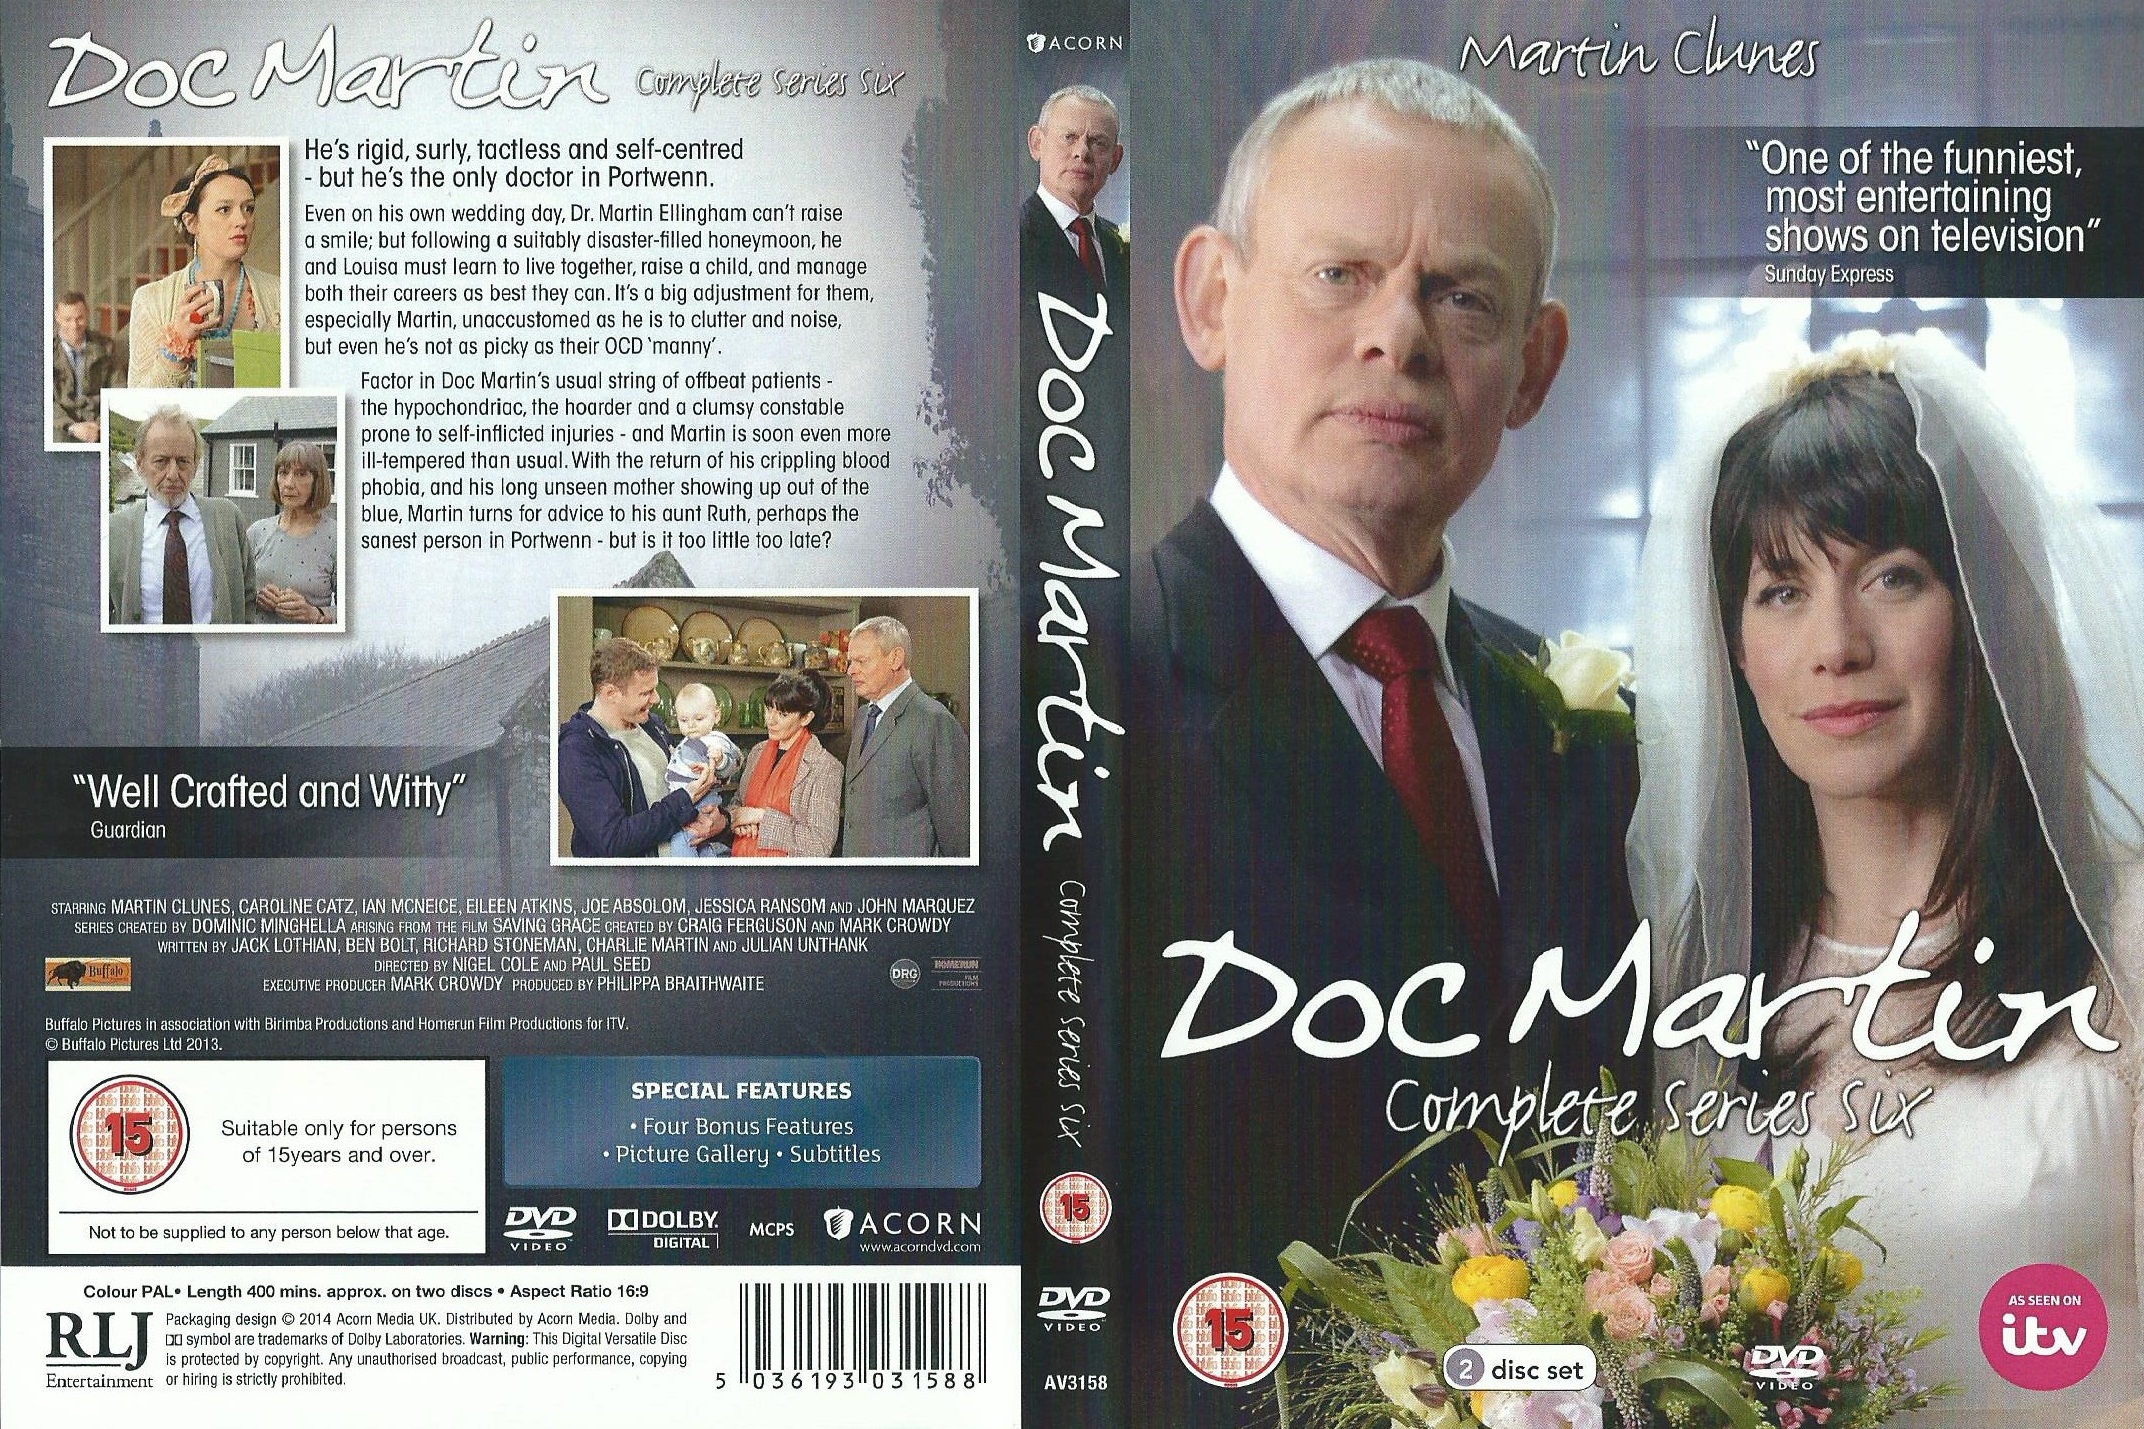 Doc Martin Complete Series Six
He's rigid, surly, tactless and self-centred
- but he's the only doctor in Portwenn.
Even on his own wedding day, Dr. Martin Ellingham can't raise
a smile; but following a suitably disaster-filled honeymoon, he
and Louisa must learn to live together, raise a child, and manage
both their careers as best they can. It's a big adjustment for them,
especially Martin, unaccustomed as he is to clutter and noise,
but even he's not as picky as their OCD 'manny'.
Factor in Doc Martin's usual string of offbeat patients -
the hypochondriac, the hoarder and a clumsy constable
prone to self-inflicted injuries - and Martin is soon even more
ill-tempered than usual. With the return of his crippling blood
phobia, and his long unseen mother showing up out of the
blue, Martin turns for advice to his aunt Ruth, perhaps the
sanest person in Portwenn - but is it too little too late?
"Well Crafted and Witty"
Guardian
STARRING MARTIN CLUNES, CAROLINE CATZ, IAN MCNEICE, EILEEN ATKINS, JOE ABSOLOM, JESSICA RANSOM AND JOHN MARQUEZ
SERIES CREATED BY DOMINIC MINGHELLA ARISING FROM THE FILM SAVING GRACE CREATED BY CRAIG FERGUSON AND MARK CROWDY
WRITTEN BY JACK LOTHIAN, BEN BOLT, RICHARD STONEMAN, CHARLIE MARTIN AND JULIAN UNTHANK
DIRECTED BY NIGEL COLE AND PAUL SEED
EXECUTIVE PRODUCER MARK CROWDY PRODUCED BY PHILIPPA BRAITHWAITE
Buffalo
DRG
HOMERUN
FILM
PRODUCTIONS
Buffalo Pictures in association with Birimba Productions and Homerun Film Productions for ITV.
© Buffalo Pictures Ltd 2013.
15
Suitable only for persons
of 15years and over.
Not to be supplied to any person below that age.
SPECIAL FEATURES
• Four Bonus Features
• Picture Gallery • Subtitles
DVD
VIDEO
DOLBY
DIGITAL
MCPS
ACORN
www.acorndvd.com
Colour PAL• Length 400 mins. approx. on two discs • Aspect Ratio 16:9
RLJ
Entertainment
Packaging design © 2014 Acorn Media UK. Distributed by Acorn Media. Dolby and
symbol are trademarks of Dolby Laboratories. Warning: This Digital Versatile Disc
is protected by copyright. Any unauthorised broadcast, public performance, copying
or hiring is strictly prohibited.
5 036193 031588
ACORN
Doc Martin Complete Series Six
15
DVD
VIDEO
AV3158
Martin Clunes
"One of the funniest,
most entertaining
shows on television"
Sunday Express
Doc Martin
Complete Series Six
15
2 disc set
DVD
VIDEO
AS SEEN ON
itv